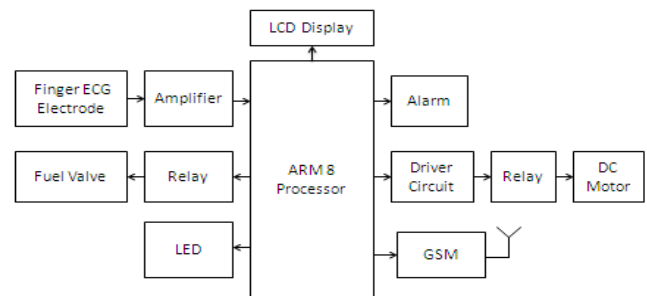 LCD Display
Finger ECG
Electrode
Amplifier
Alarm
Fuel Valve
Relay
ARM 8
Processor
Driver
Circuit
Relay
DC
Motor
LED
GSM